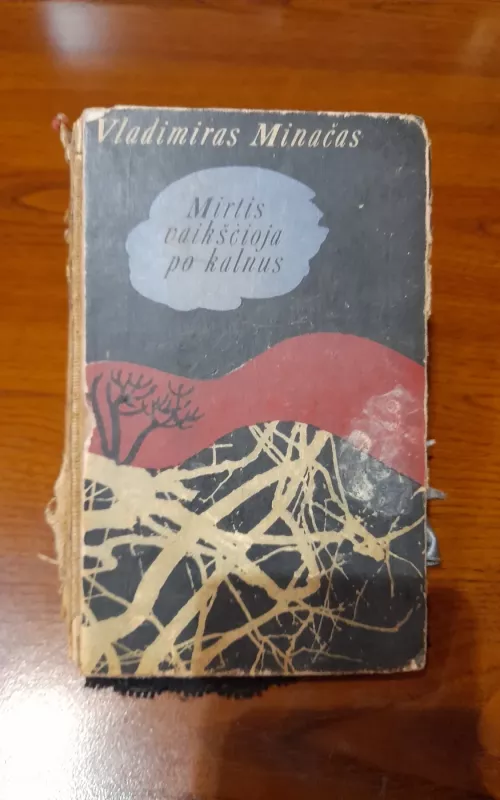 Vladimiras Minačas
Mirtis
vaikščioja
po kalnus